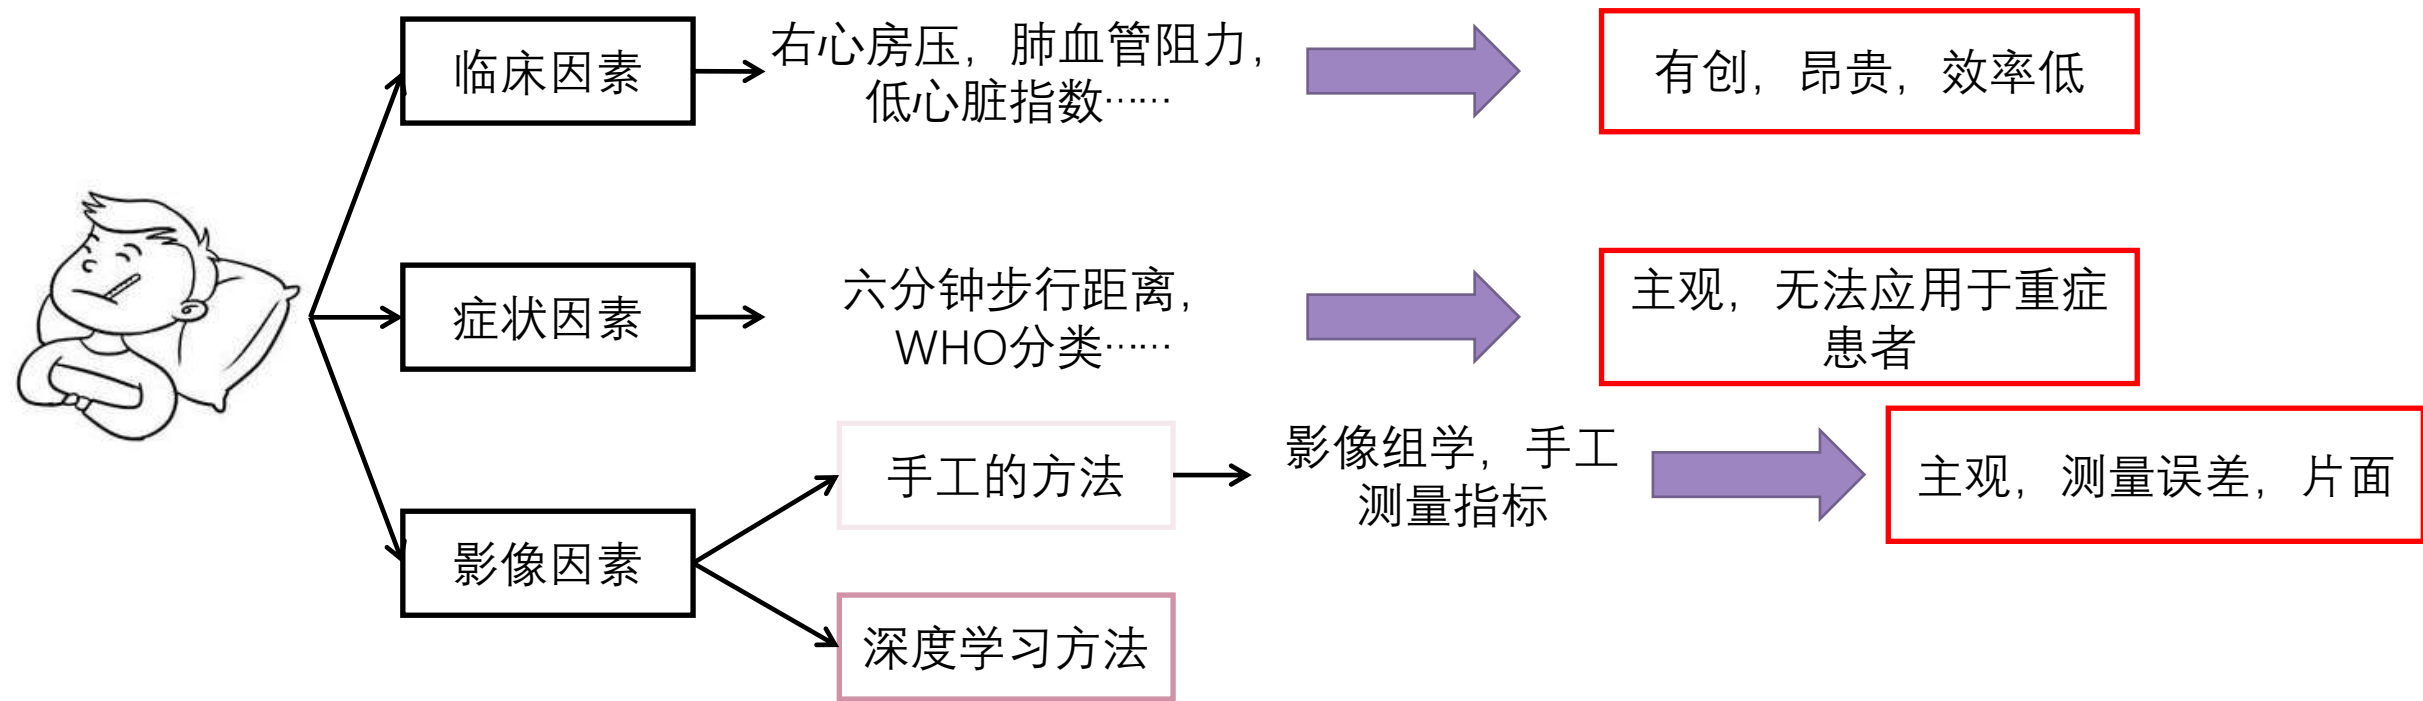 临床因素
右心房压，肺血管阻力，
低心脏指数……
有创，昂贵，效率低
症状因素
六分钟步行距离，
WHO分类……
主观，无法应用于重症
患者
影像因素
手工的方法
影像组学，手工
测量指标
主观，测量误差，片面
深度学习方法